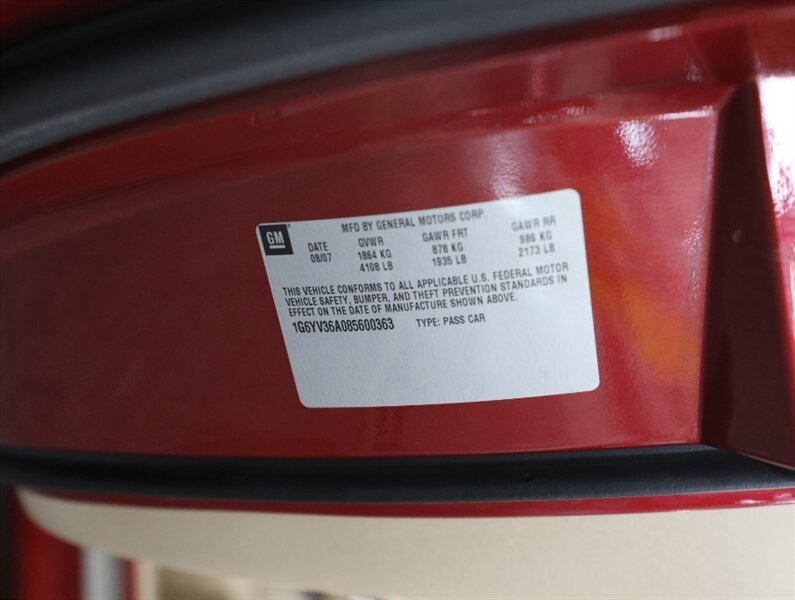 GM
MFD BY GENERAL MOTORS CORP.
DATE GVWR GAWR FRT GAWR RR
08/07 1864 KG 878 KG 986 KG
4108 LB 1935 LB 2173 LB
THIS VEHICLE CONFORMS TO ALL APPLICABLE U.S. FEDERAL MOTOR
VEHICLE SAFETY, BUMPER, AND THEFT PREVENTION STANDARDS IN
EFFECT ON THE DATE OF MANUFACTURE SHOWN ABOVE.
1G6YV36A085600363 TYPE: PASS CAR